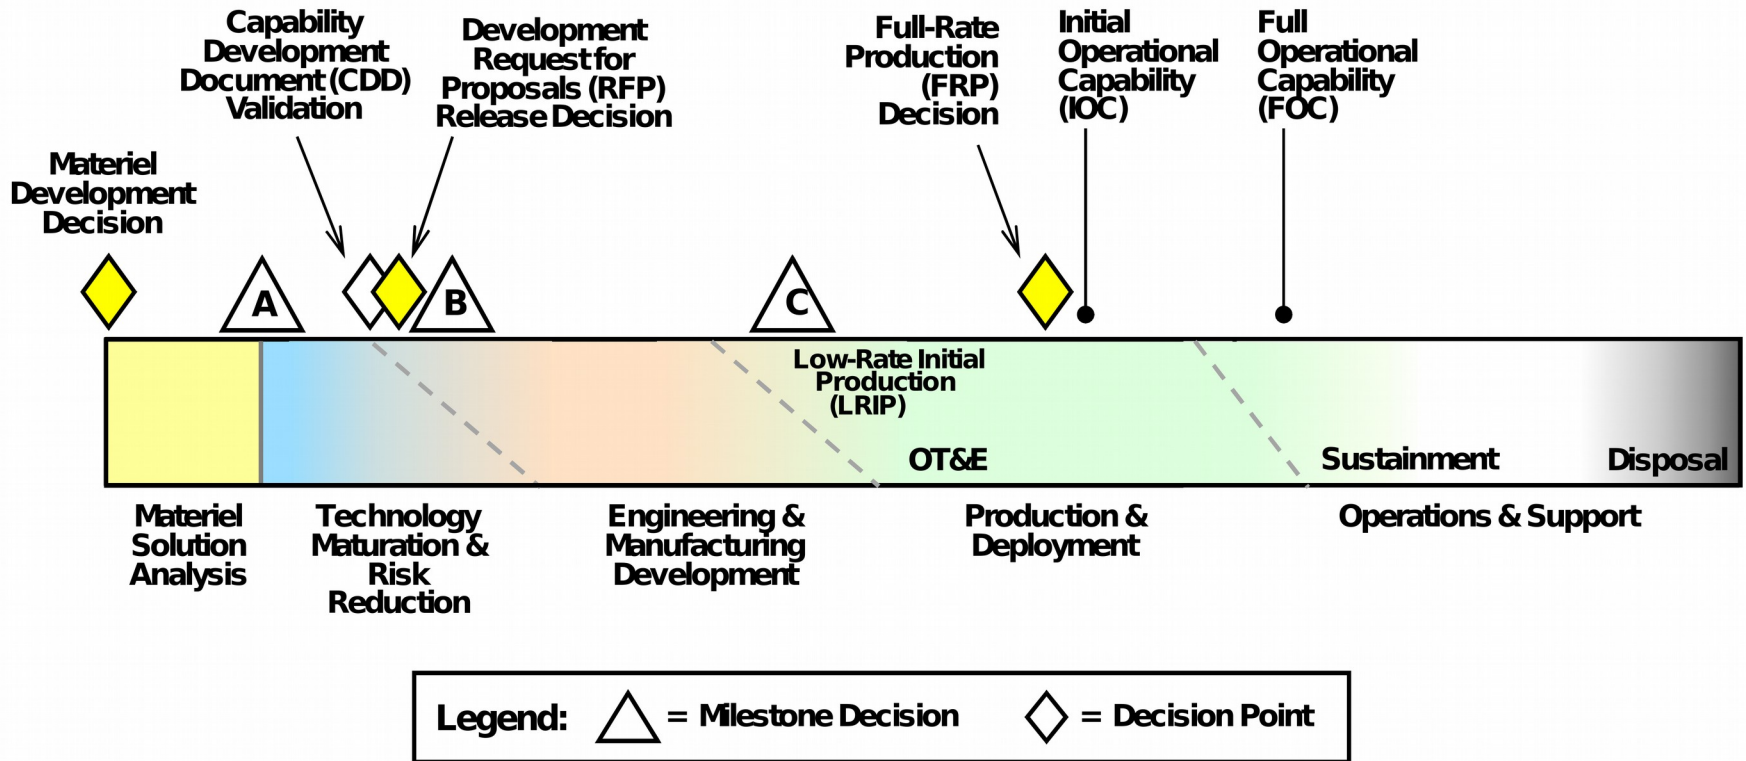 Capability
Development
Document (CDD)
Validation
Development
Request for
Proposals (RFP)
Release Decision
Full-Rate
Production
(FRP)
Decision
Initial
Operational
Capability
(IOC)
Full
Operational
Capability
(FOC)
Materiel
Development
Decision
A
B
C
Low-Rate Initial
Production
(LRIP)
OT&E
Sustainment
Disposal
Materiel
Solution
Analysis
Technology
Maturation &
Risk
Reduction
Engineering &
Manufacturing
Development
Production &
Deployment
Operations & Support
Legend: = Milestone Decision = Decision Point